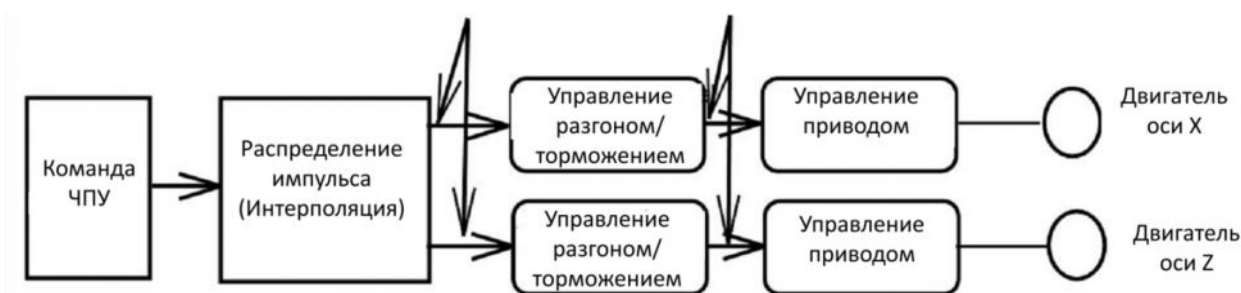 Команда
ЧПУ
Распределение
импульса
(Интерполяция)
Управление
разгоном/
торможением
Управление
приводом
Двигатель
оси X
Управление
разгоном/
торможением
Управление
приводом
Двигатель
оси Z